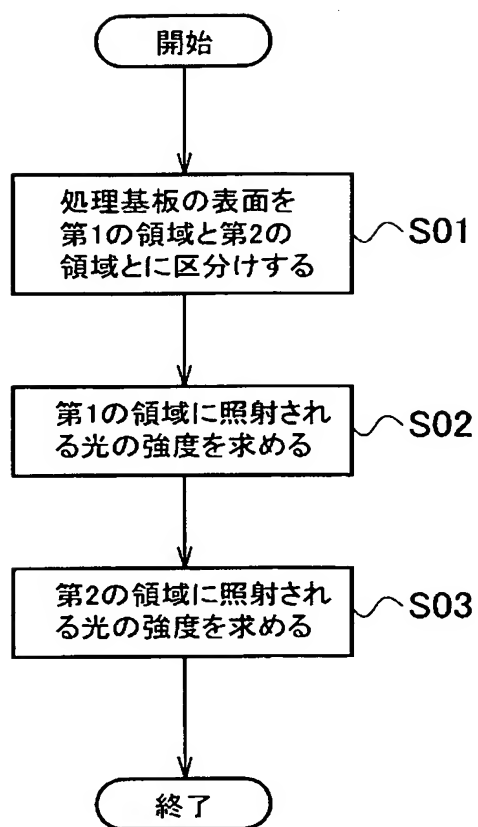 開始
処理基板の表面を
第1の領域と第2の
領域とに区分けする
S01
第1の領域に照射され
る光の強度を求める
S02
第2の領域に照射され
る光の強度を求める
S03
終了